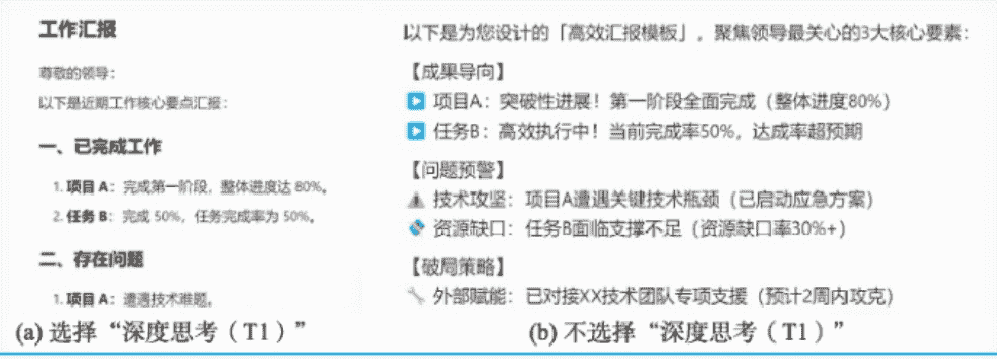 工作汇报
尊敬的领导：
以下是近期工作核心要点汇报：
一、已完成工作
1. 项目 A：完成第一阶段，整体进度达 80%。
2. 任务 B：完成 50%，任务完成率为 50%。
二、存在问题
1. 项目 A：遭遇技术难题。
(a) 选择“深度思考（T1）”
以下是为您设计的「高效汇报模板」，聚焦领导最关心的3大核心要素：
【成果导向】
项目A：突破性进展！第一阶段全面完成（整体进度80%）
任务B：高效执行中！当前完成率50%，达成率超预期
【问题预警】
技术攻坚：项目A遭遇关键技术瓶颈（已启动应急方案）
资源缺口：任务B面临支撑不足（资源缺口率30%+）
【破局策略】
外部赋能：已对接XX技术团队专项支援（预计2周内攻克）
(b) 不选择“深度思考（T1）”